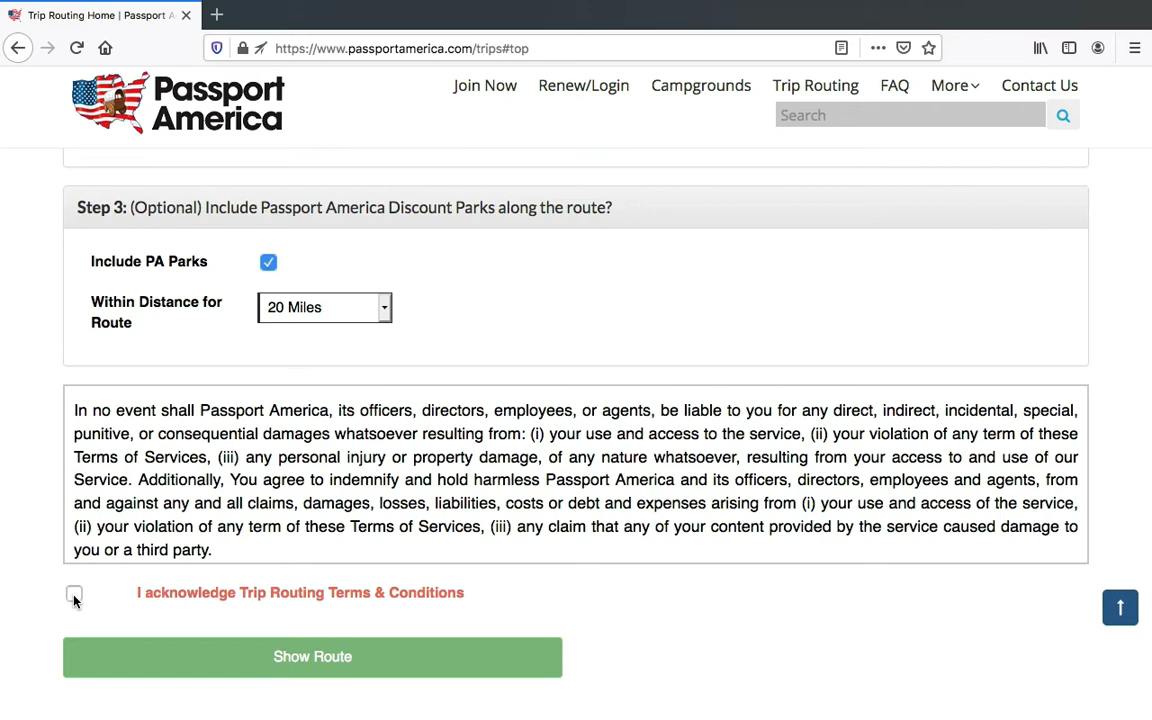 Trip Routing Home | Passport A
https://www.passportamerica.com/trips#top
Passport
America
Join Now Renew/Login Campgrounds Trip Routing FAQ More Contact Us
Search
Step 3: (Optional) Include Passport America Discount Parks along the route?
Include PA Parks
Within Distance for
Route
20 Miles
In no event shall Passport America, its officers, directors, employees, or agents, be liable to you for any direct, indirect, incidental, special,
punitive, or consequential damages whatsoever resulting from: (i) your use and access to the service, (ii) your violation of any term of these
Terms of Services, (iii) any personal injury or property damage, of any nature whatsoever, resulting from your access to and use of our
Service. Additionally, You agree to indemnify and hold harmless Passport America and its officers, directors, employees and agents, from
and against any and all claims, damages, losses, liabilities, costs or debt and expenses arising from (i) your use and access of the service,
(ii) your violation of any term of these Terms of Services, (iii) any claim that any of your content provided by the service caused damage to
you or a third party.
I acknowledge Trip Routing Terms & Conditions
Show Route